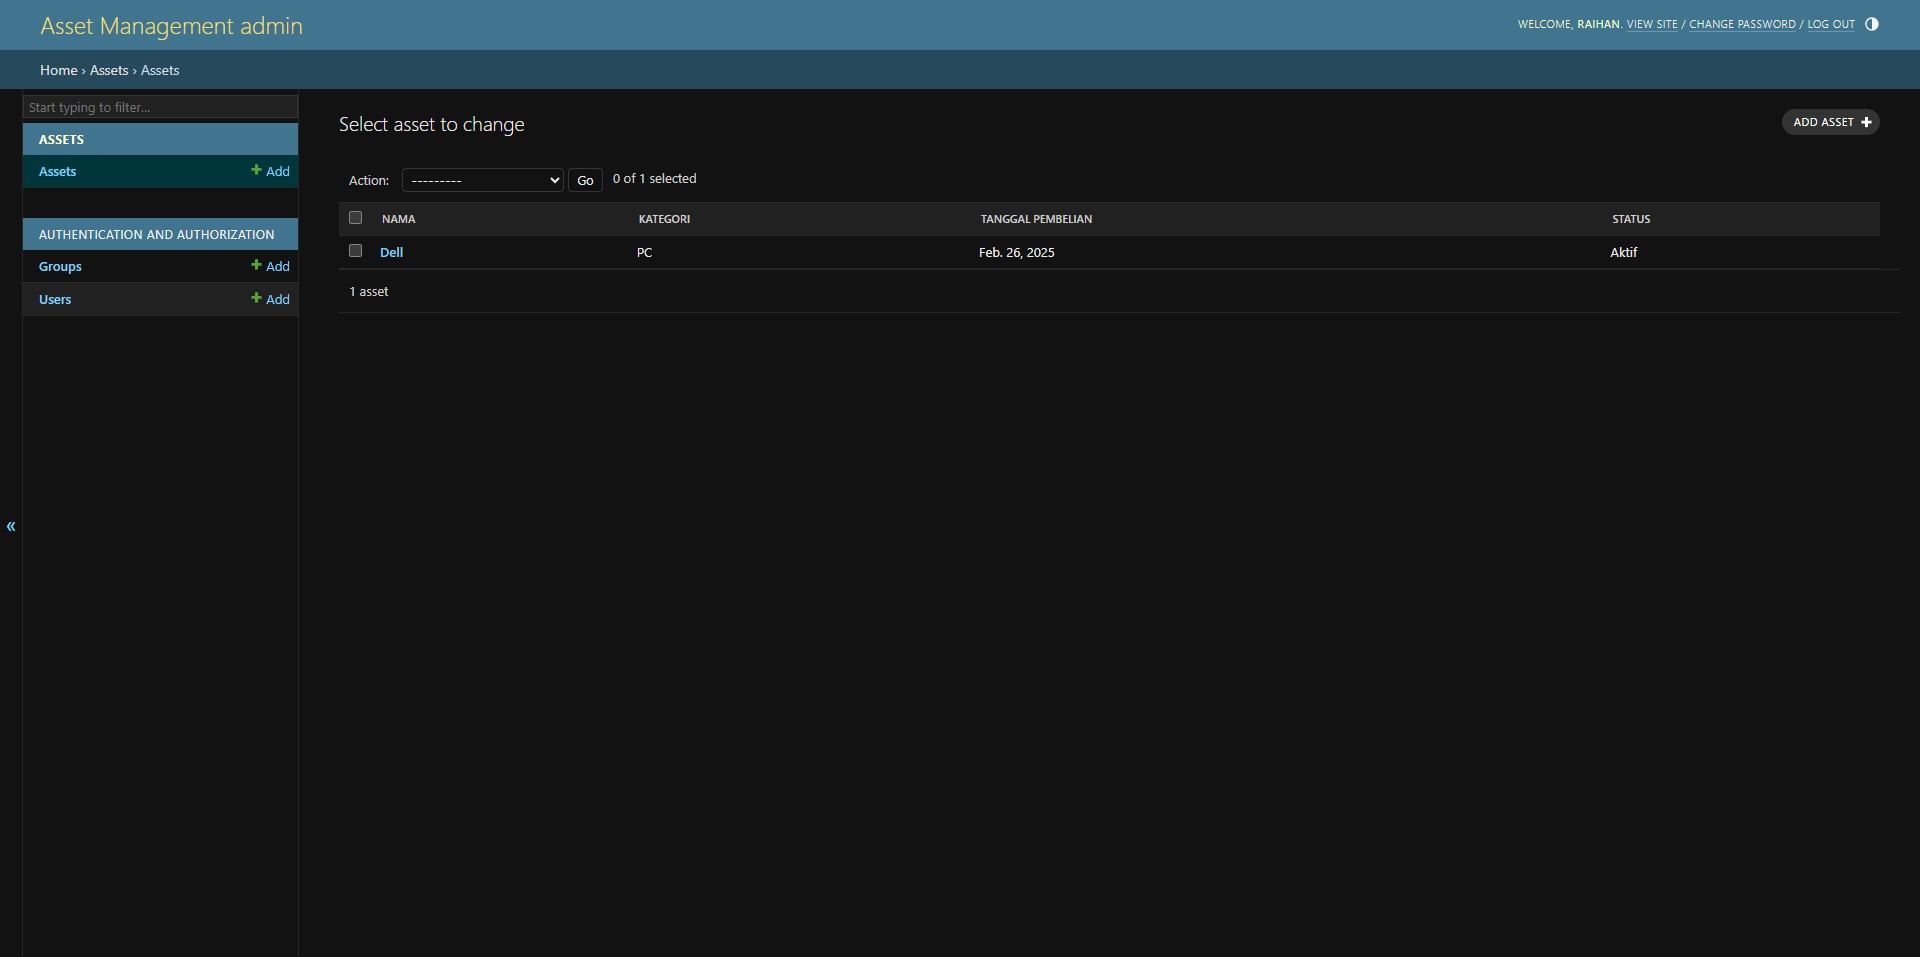 Asset Management admin
WELCOME, RAIHAN. VIEW SITE / CHANGE PASSWORD / LOG OUT
Home › Assets › Assets
Start typing to filter...
ASSETS
Assets
Add
AUTHENTICATION AND AUTHORIZATION
Groups
Add
Users
Add
«
Select asset to change
ADD ASSET
Action: --------- Go 0 of 1 selected
NAMA KATEGORI TANGGAL PEMBELIAN STATUS
Dell PC Feb. 26, 2025 Aktif
1 asset